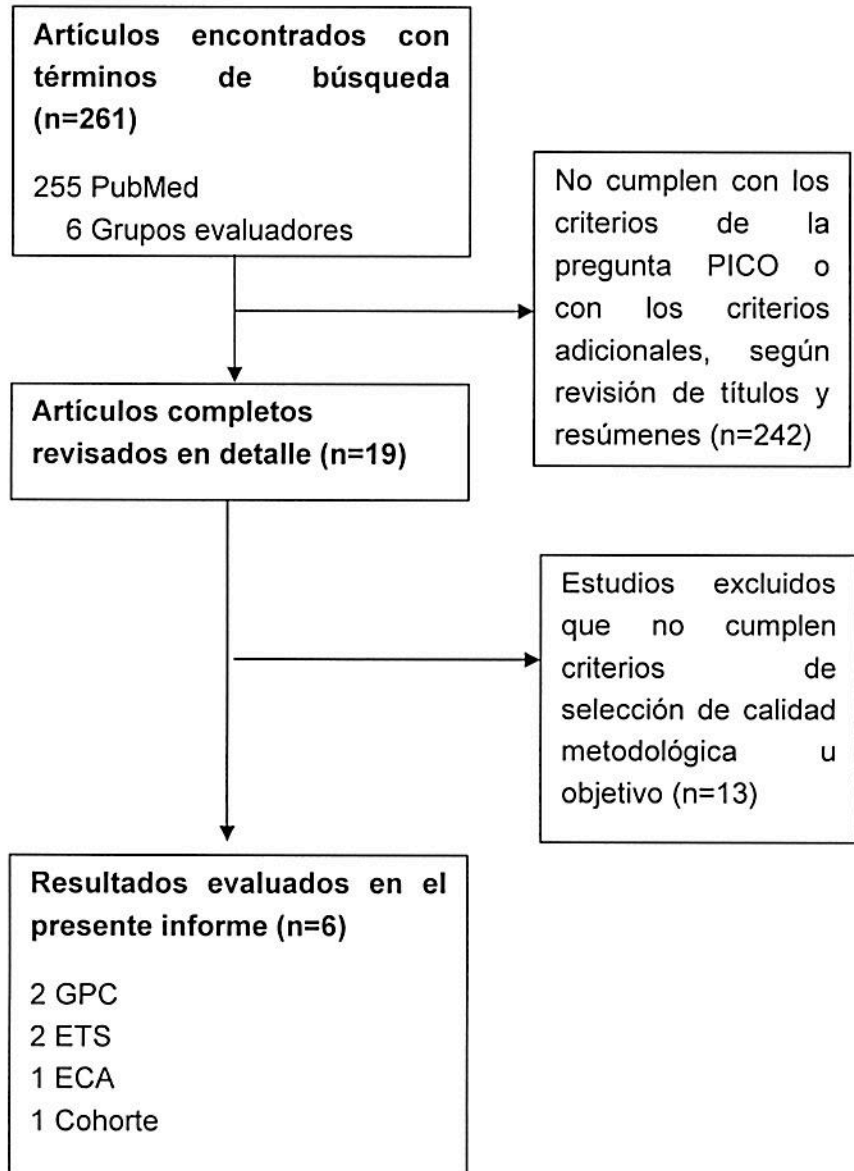 Artículos encontrados con
términos de búsqueda
(n=261)
255 PubMed
6 Grupos evaluadores
No cumplen con los
criterios de la
pregunta PICO o
con los criterios
adicionales, según
revisión de títulos y
resúmenes (n=242)
Artículos completos
revisados en detalle (n=19)
Estudios excluidos
que no cumplen
criterios de
selección de calidad
metodológica u
objetivo (n=13)
Resultados evaluados en el
presente informe (n=6)
2 GPC
2 ETS
1 ECA
1 Cohorte